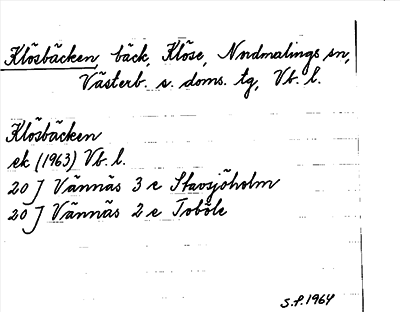 Klösbäcken, bäck, Klöse, Nordmalings sn,
Västerb. s. doms. tg, Vb. l.
Klösbäcken
ek (1963) Vb. l.
20 J Vännäs 3 e Stavsjöholm
20 J Vännäs 2 e Toböle
S.P. 1964